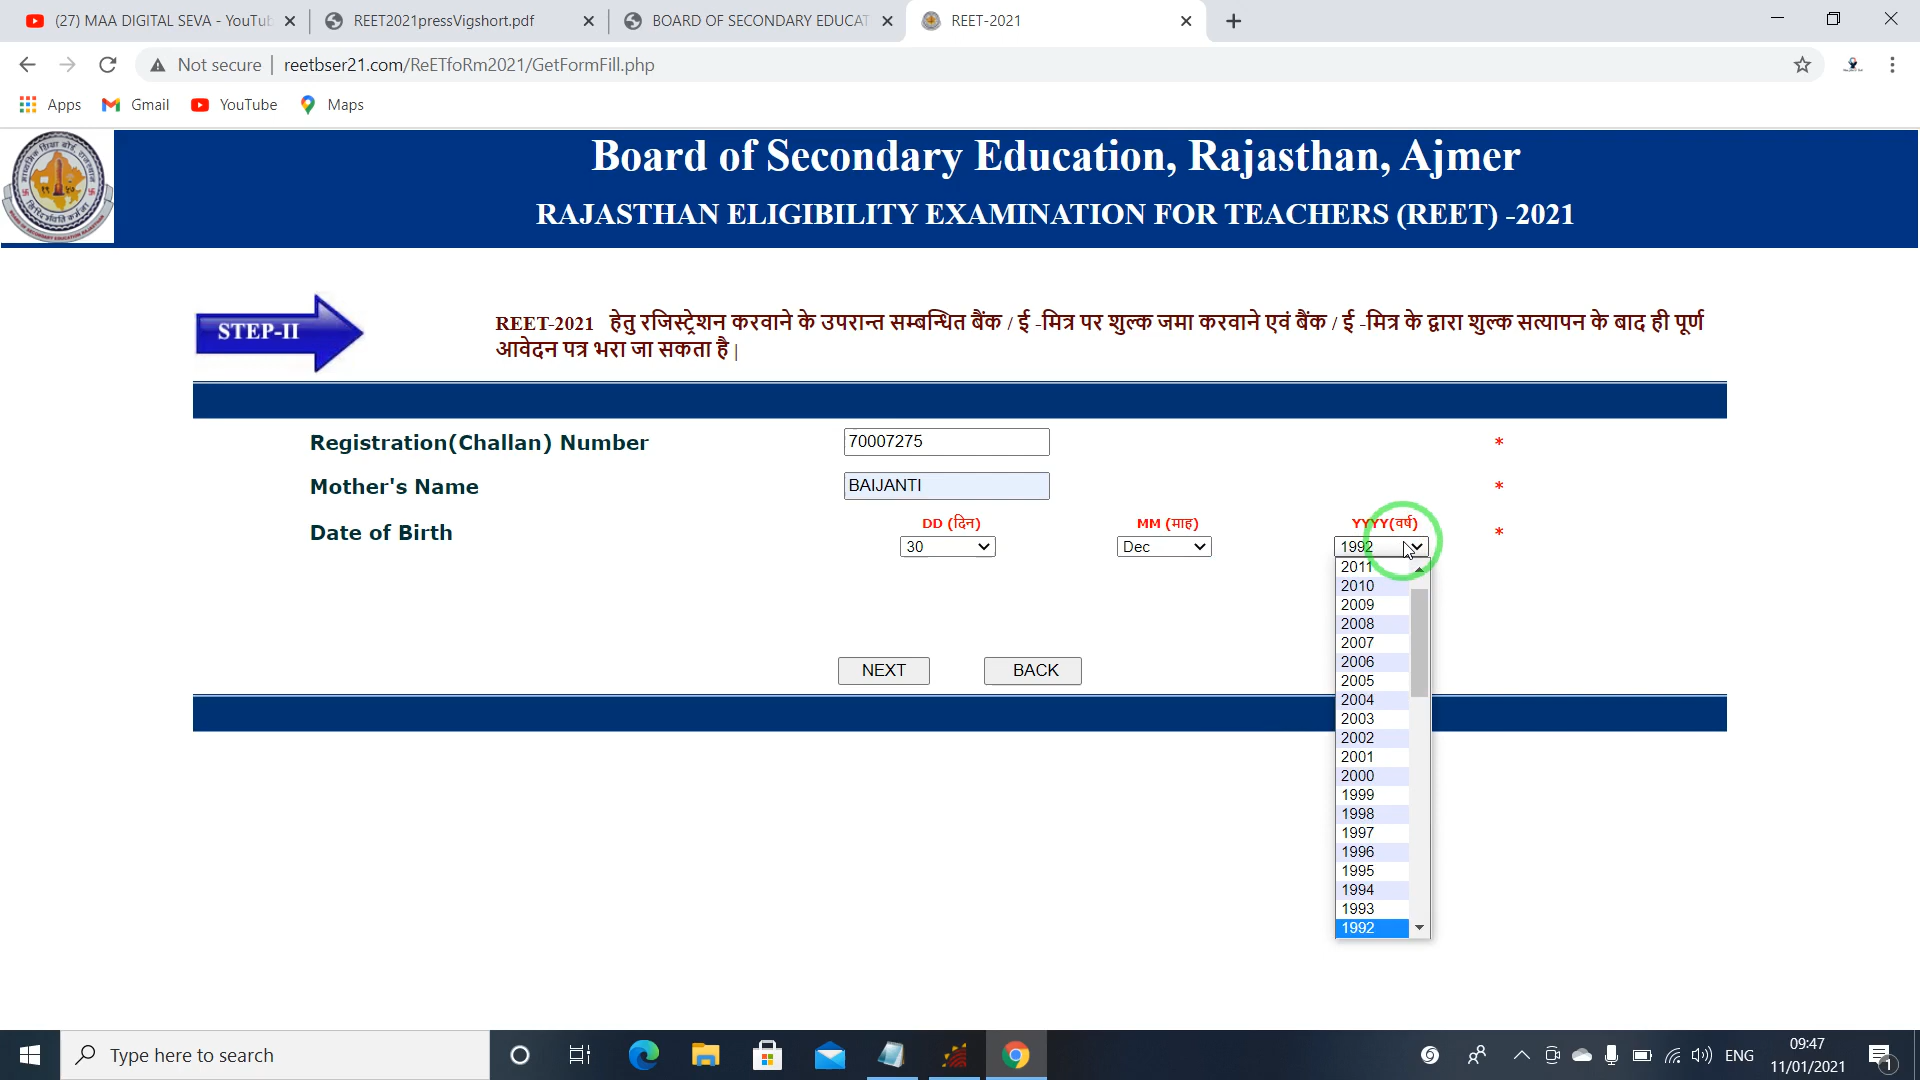 (27) MAA DIGITAL SEVA - YouTub
REET2021pressVigshort.pdf
BOARD OF SECONDARY EDUCAT
REET-2021
Not secure
reetbser21.com/ReETfoRm2021/GetFormFill.php
Apps
Gmail
YouTube
Maps
Board of Secondary Education, Rajasthan, Ajmer
RAJASTHAN ELIGIBILITY EXAMINATION FOR TEACHERS (REET) -2021
STEP-II
REET-2021 हेतु रजिस्ट्रेशन करवाने के उपरान्त सम्बन्धित बैंक / ई -मित्र पर शुल्क जमा करवाने एवं बैंक / ई -मित्र के द्वारा शुल्क सत्यापन के बाद ही पूर्ण
आवेदन पत्र भरा जा सकता है |
Registration(Challan) Number
70007275
*
Mother's Name
BAIJANTI
*
DD (दिन)
MM (माह)
YYYY(वर्ष)
Date of Birth
*
30
Dec
1992
2011
2010
2009
2008
2007
2006
2005
2004
2003
2002
2001
2000
1999
1998
1997
1996
1995
1994
1993
1992
NEXT
BACK
Type here to search
ENG
09:47
11/01/2021
1